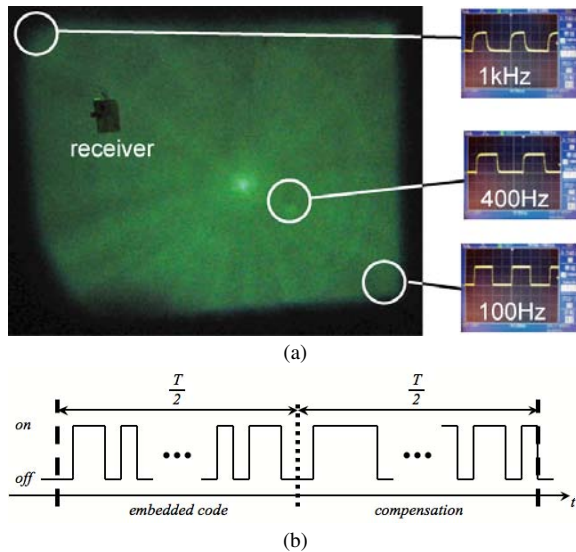 1kHz
receiver
400Hz
100Hz
(a)
T/2 T/2
on
off
embedded code compensation t
(b)